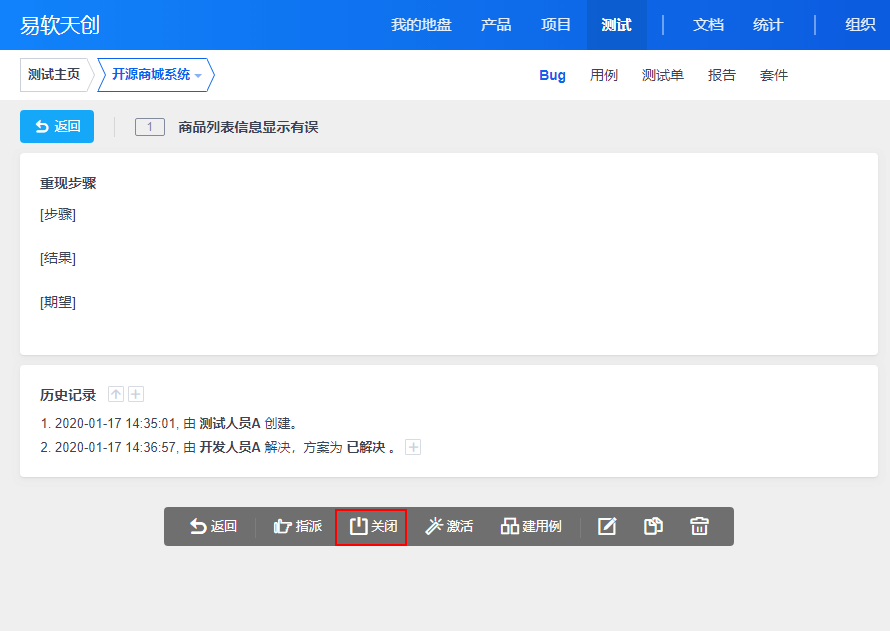 易软天创 我的地盘 产品 项目 测试 文档 统计 组织
测试主页 开源商城系统 Bug 用例 测试单 报告 套件
返回 1 商品列表信息显示有误
重现步骤
[步骤]
[结果]
[期望]
历史记录
1. 2020-01-17 14:35:01, 由 测试人员A 创建。
2. 2020-01-17 14:36:57, 由 开发人员A 解决，方案为 已解决 。
返回 指派 关闭 激活 建用例